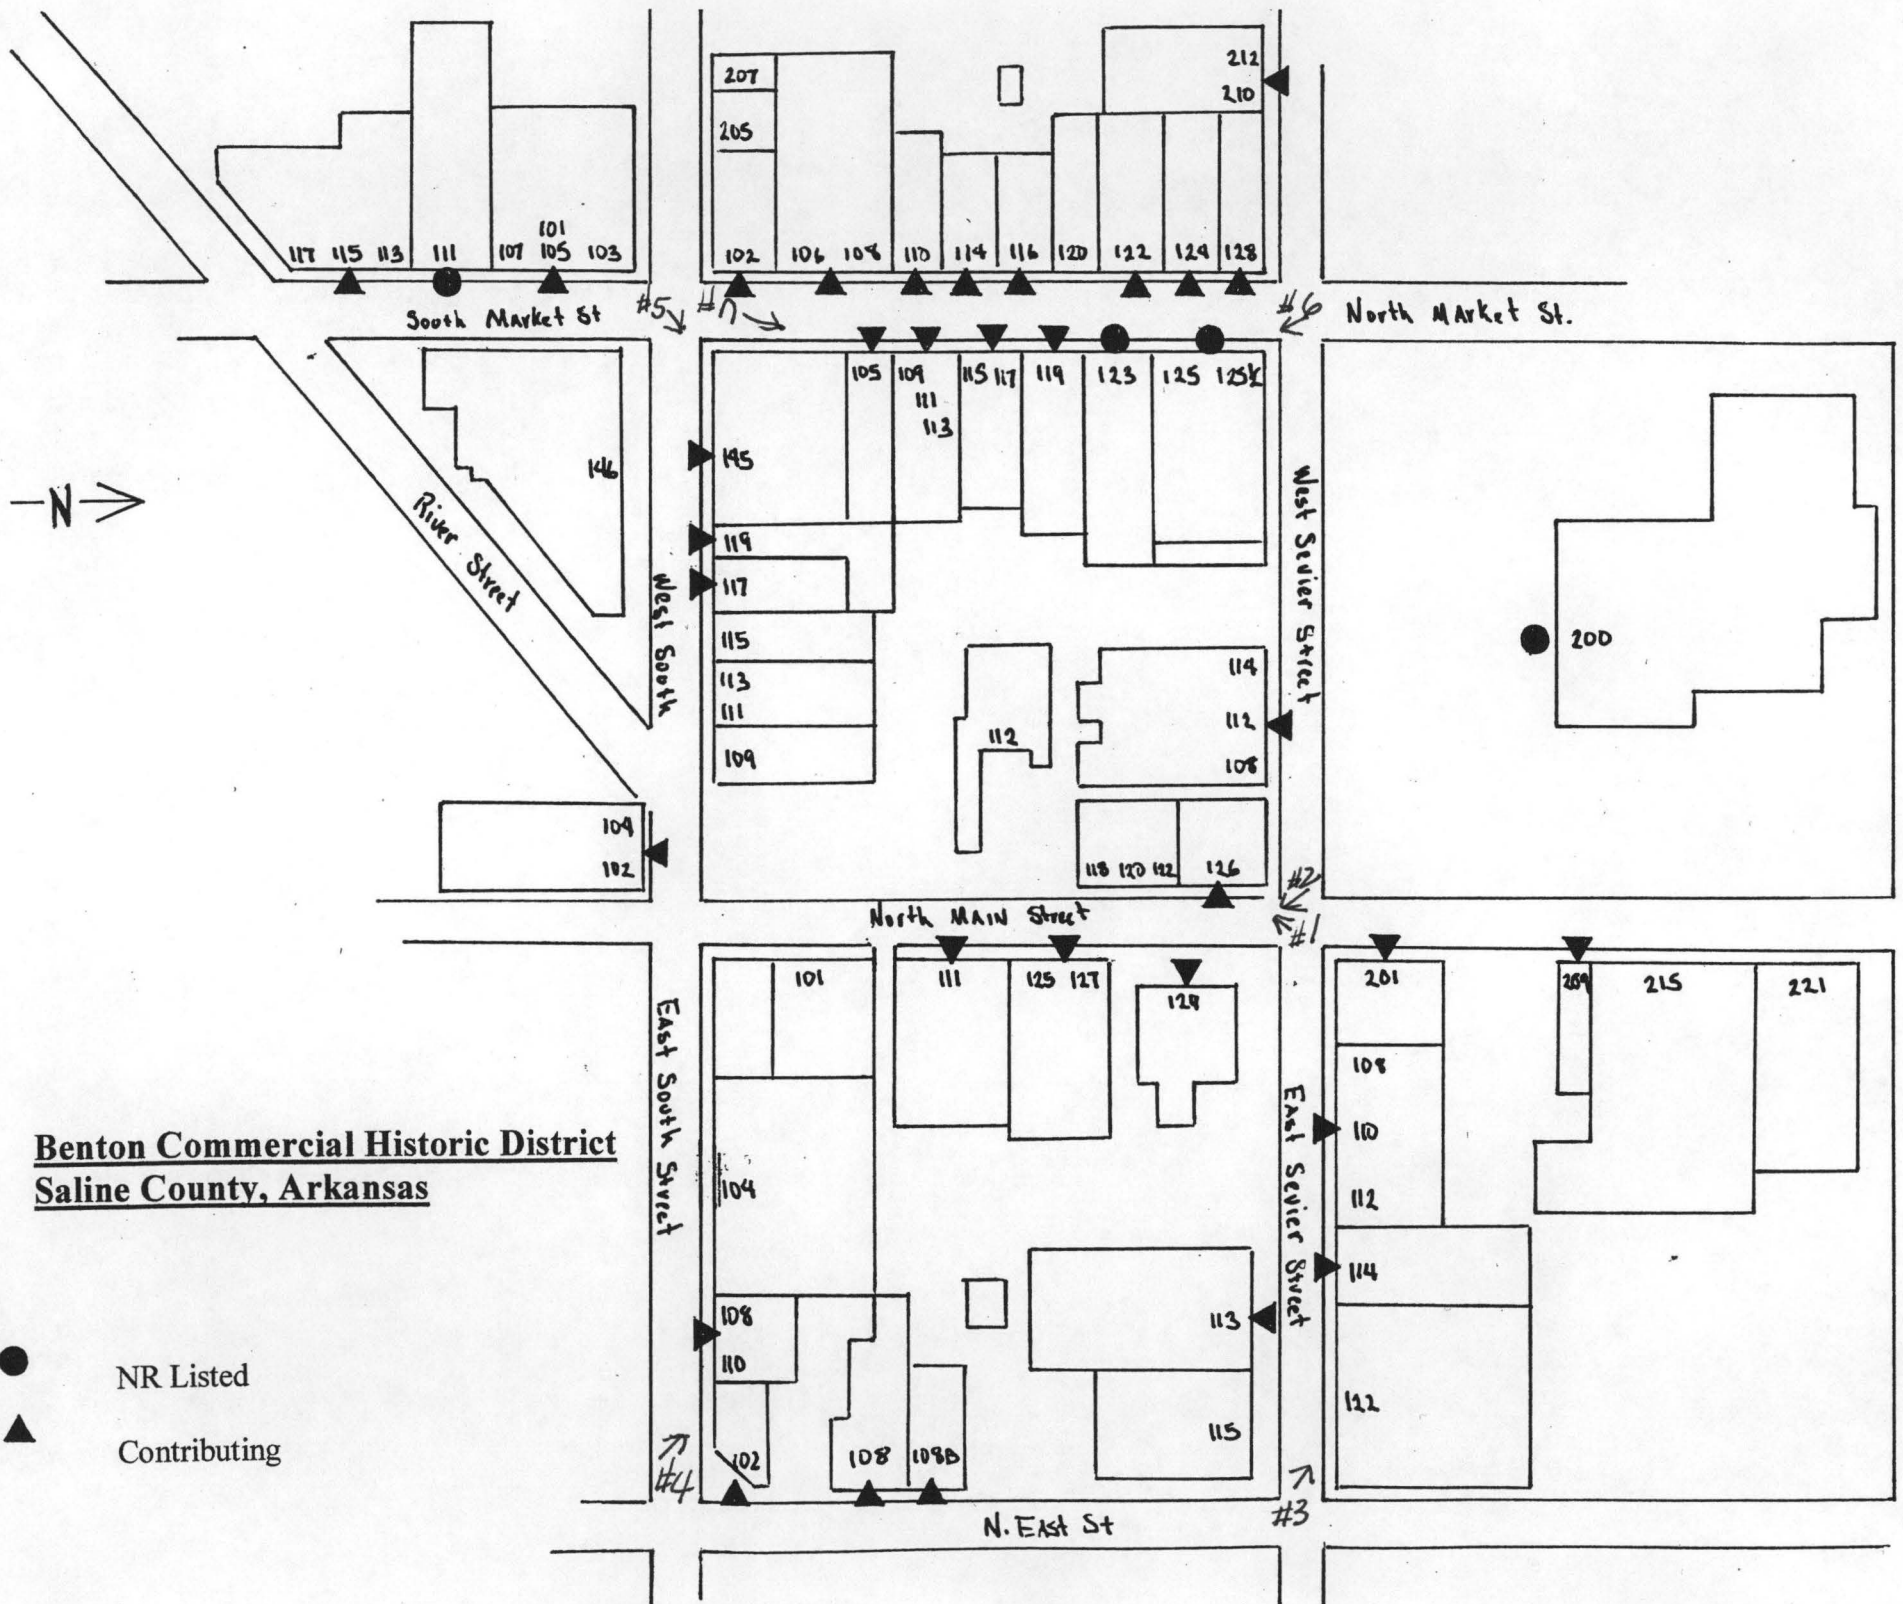 212
207
210
205
101
117 115 113 111 107 105 103
102 106 108 110 114 116 120 122 124 128
#5 #7 #6
South Market St
North Market St.
105 109 115 117 119 123 125 125½
111
113
145
146
N
River Street
West South
West Sevier Street
119
117
115
113
111
109
112
114
112
108
200
104
102
118 120 122 126
#2
North MAIN Street
#1
101 111 125 127 129
201 209 215 221
East South Street
East Sevier Street
108
110
112
104
114
Benton Commercial Historic District
Saline County, Arkansas
108
110
113
NR Listed
122
115
Contributing
102 108 108B
#4
#3
N. East St